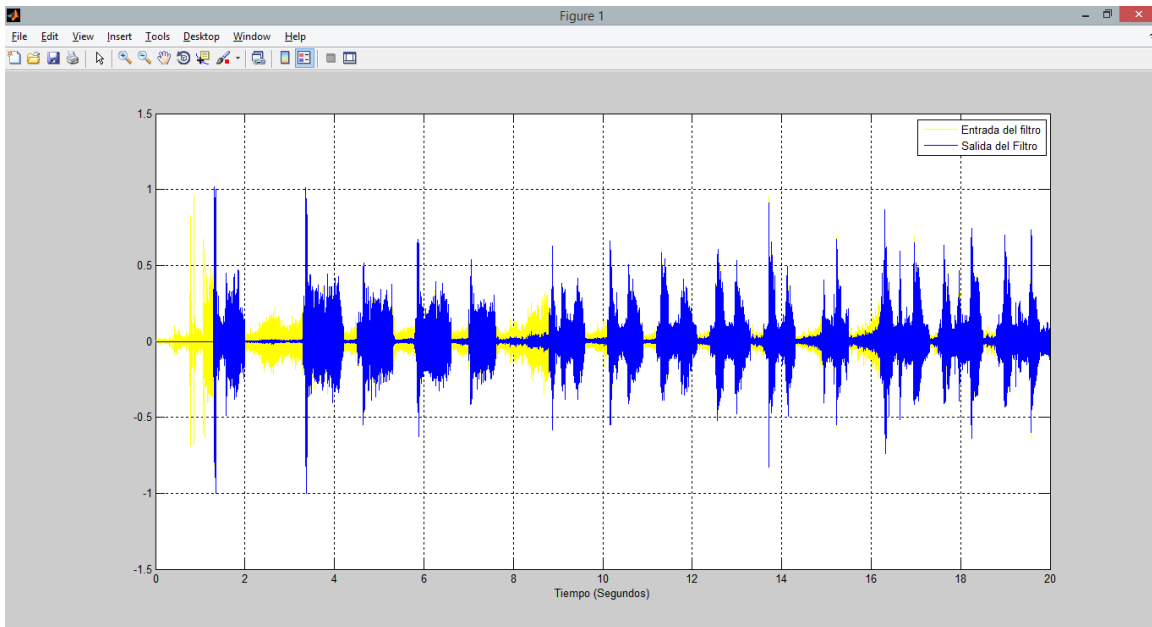 Figure 1
File Edit View Insert Tools Desktop Window Help
Entrada del filtro
Salida del Filtro
1.5
1
0.5
0
-0.5
-1
-1.5
0 2 4 6 8 10 12 14 16 18 20
Tiempo (Segundos)